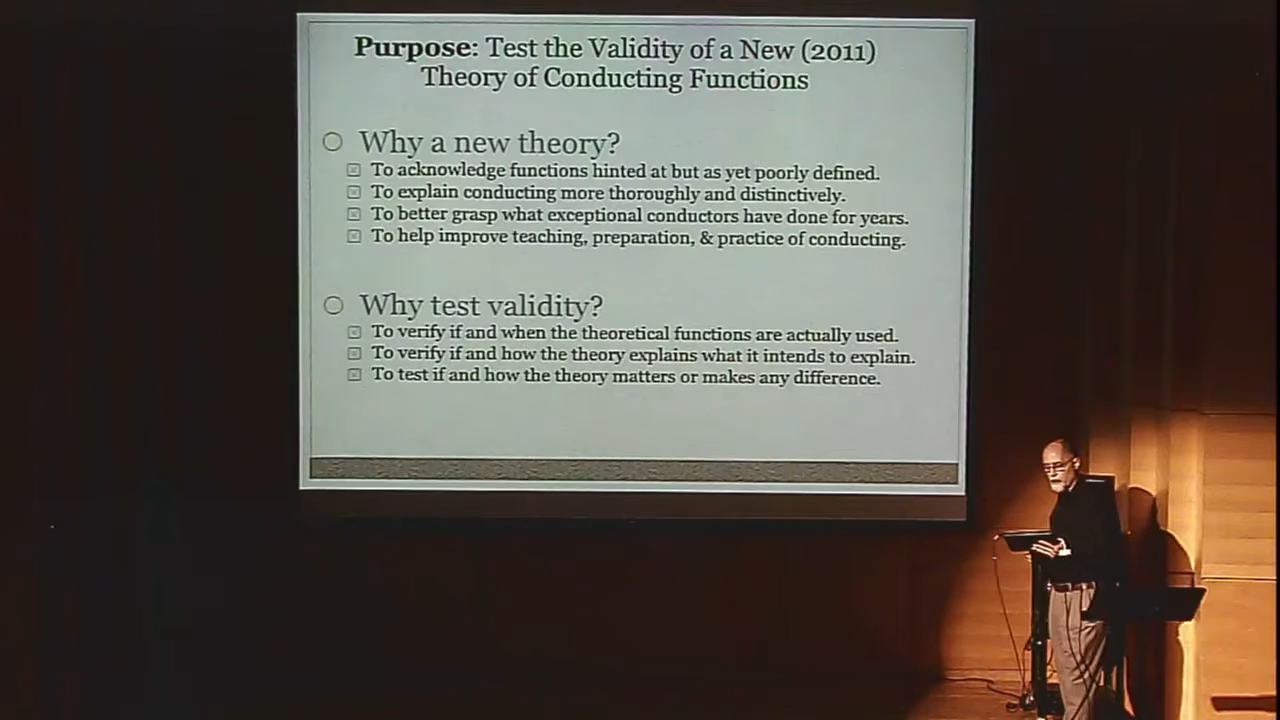 Purpose: Test the Validity of a New (2011)
Theory of Conducting Functions
Why a new theory?
To acknowledge functions hinted at but as yet poorly defined.
To explain conducting more thoroughly and distinctively.
To better grasp what exceptional conductors have done for years.
To help improve teaching, preparation, & practice of conducting.
Why test validity?
To verify if and when the theoretical functions are actually used.
To verify if and how the theory explains what it intends to explain.
To test if and how the theory matters or makes any difference.